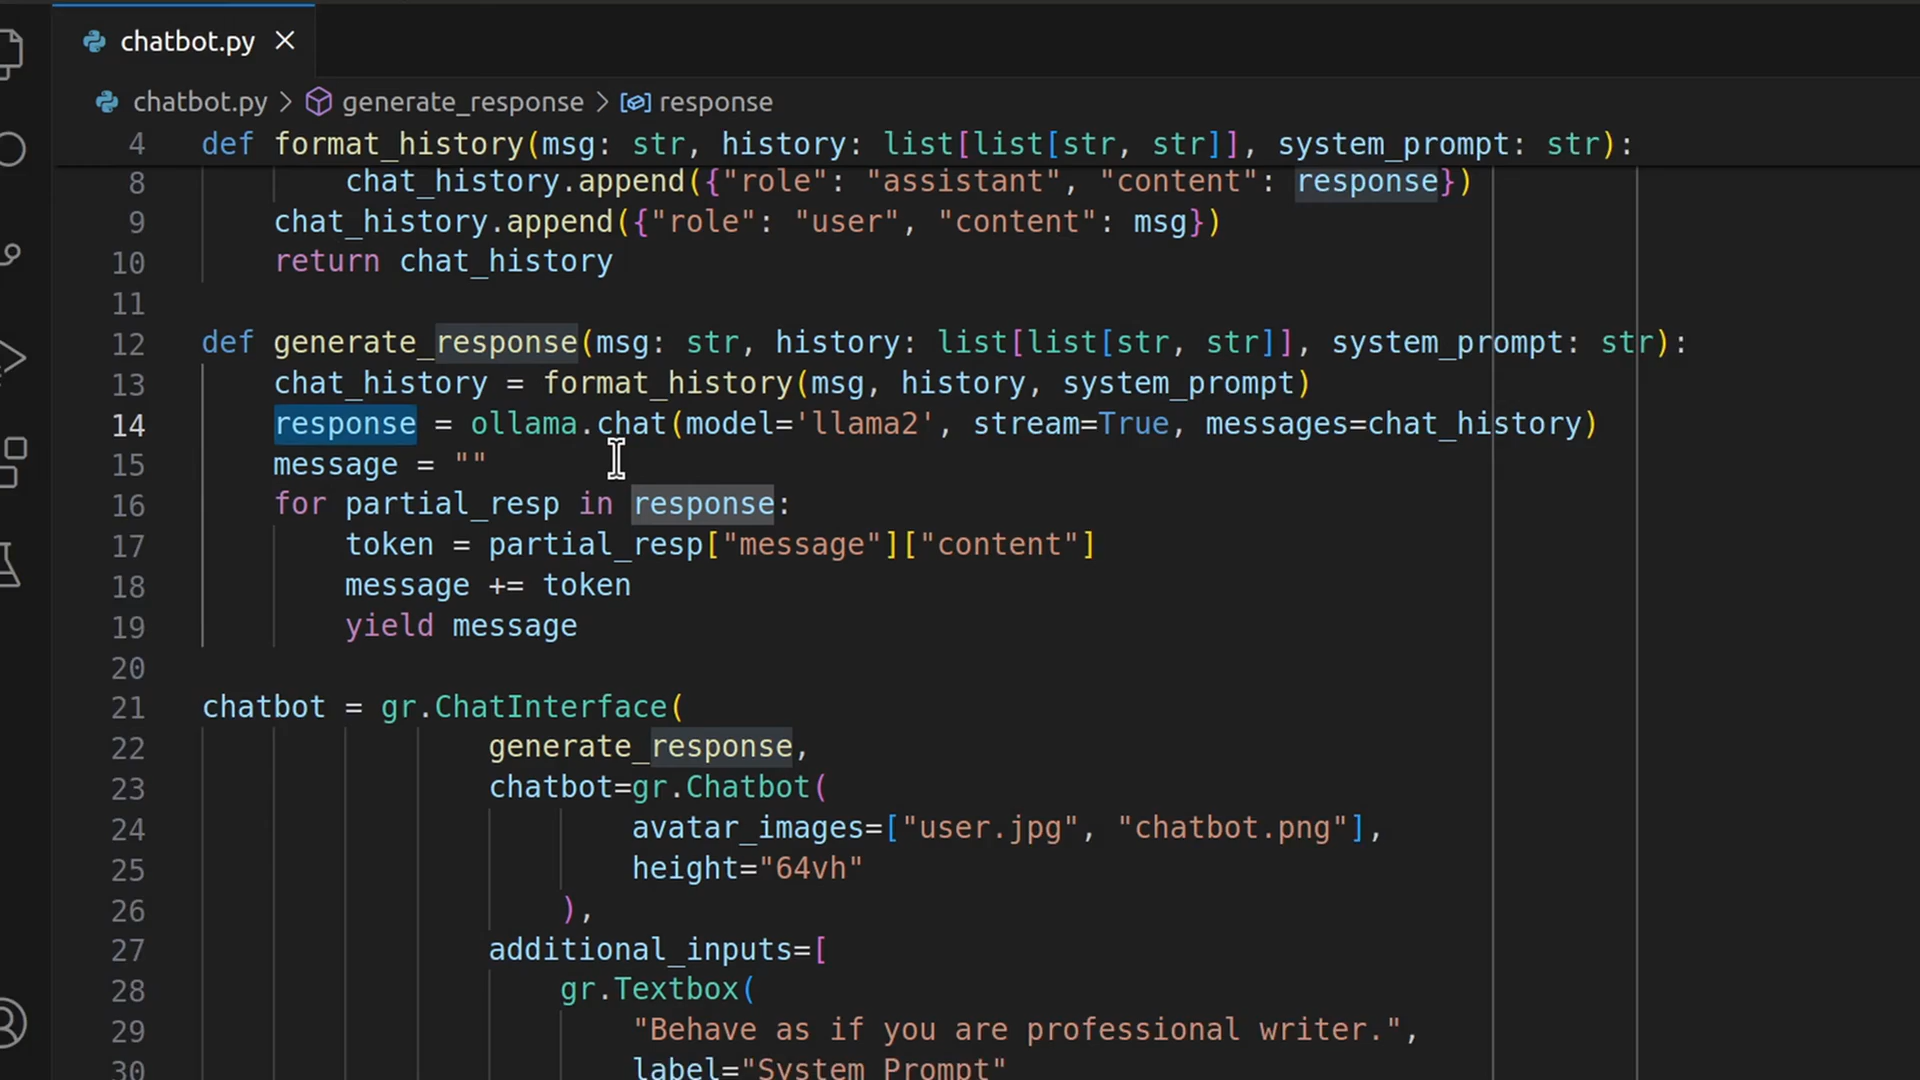 chatbot.py
chatbot.py > generate_response > response
4 def format_history(msg: str, history: list[list[str, str]], system_prompt: str):
8 chat_history.append({"role": "assistant", "content": response})
9 chat_history.append({"role": "user", "content": msg})
10 return chat_history
11
12 def generate_response(msg: str, history: list[list[str, str]], system_prompt: str):
13 chat_history = format_history(msg, history, system_prompt)
14 response = ollama.chat(model='llama2', stream=True, messages=chat_history)
15 message = ""
16 for partial_resp in response:
17 token = partial_resp["message"]["content"]
18 message += token
19 yield message
20
21 chatbot = gr.ChatInterface(
22 generate_response,
23 chatbot=gr.Chatbot(
24 avatar_images=["user.jpg", "chatbot.png"],
25 height="64vh"
26 ),
27 additional_inputs=[
28 gr.Textbox(
29 "Behave as if you are professional writer.",
30 label="System Prompt"